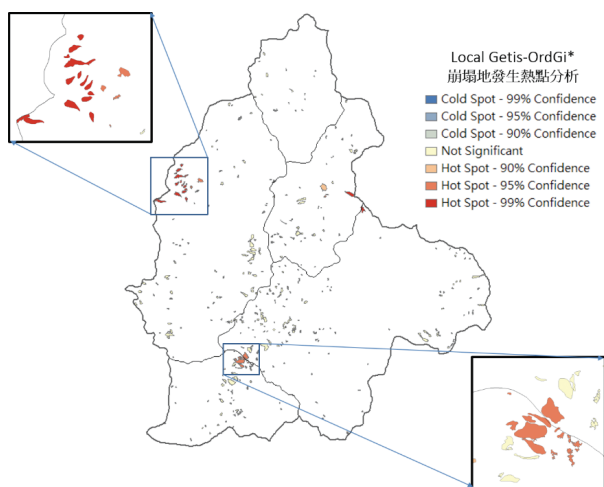 Local Getis-OrdGi*
崩塌地發生熱點分析
Cold Spot - 99% Confidence
Cold Spot - 95% Confidence
Cold Spot - 90% Confidence
Not Significant
Hot Spot - 90% Confidence
Hot Spot - 95% Confidence
Hot Spot - 99% Confidence